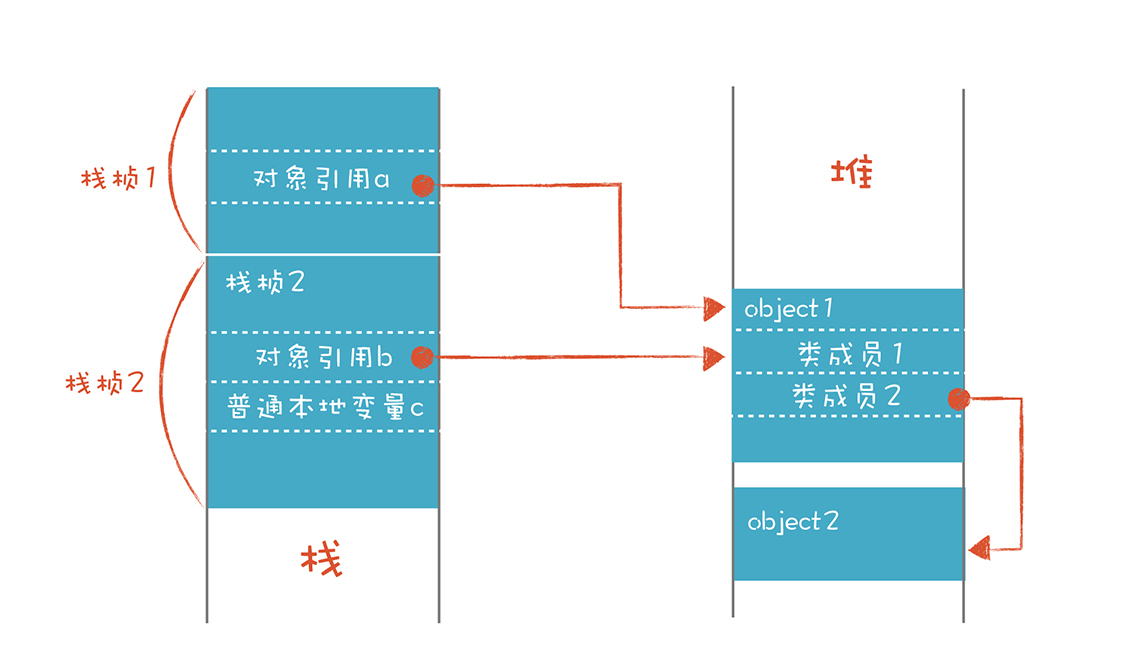 栈桢1
对象引用a
栈桢2
栈桢2
对象引用b
普通本地变量c
栈
堆
object1
类成员1
类成员2
object2